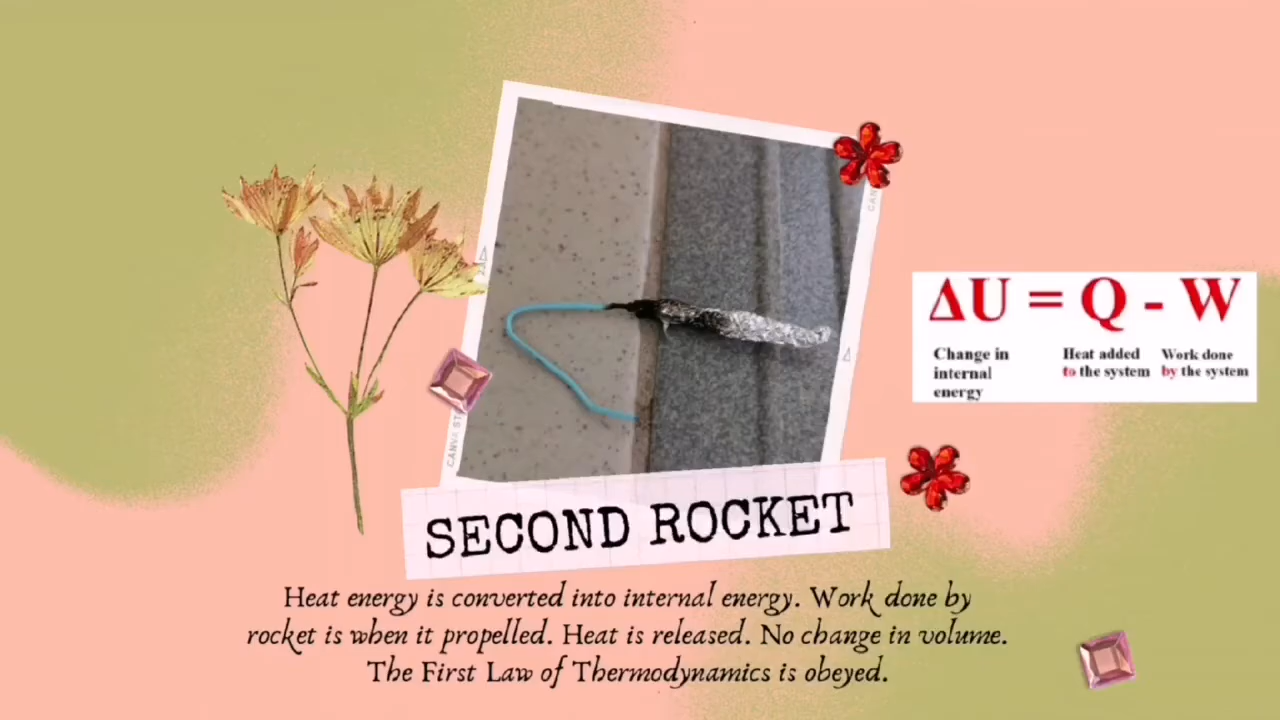 ΔU = Q - W
Change in internal energy
Heat added to the system
Work done by the system
SECOND ROCKET
Heat energy is converted into internal energy. Work done by
rocket is when it propelled. Heat is released. No change in volume.
The First Law of Thermodynamics is obeyed.